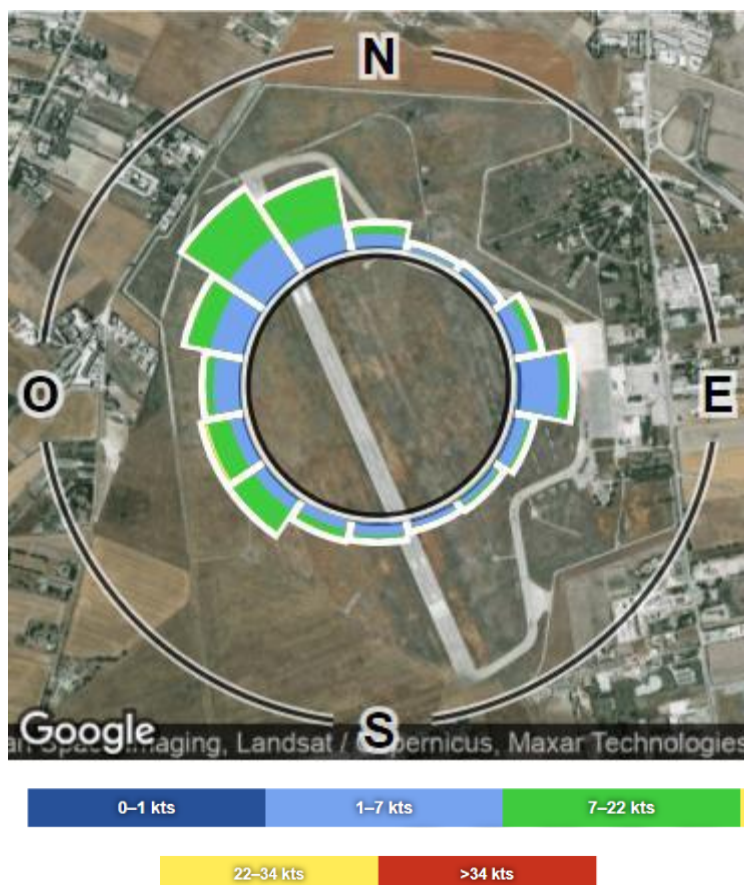 N
O
E
S
Google
Imaging, Landsat / Copernicus, Maxar Technologies
0–1 kts
1–7 kts
7–22 kts
22–34 kts
>34 kts